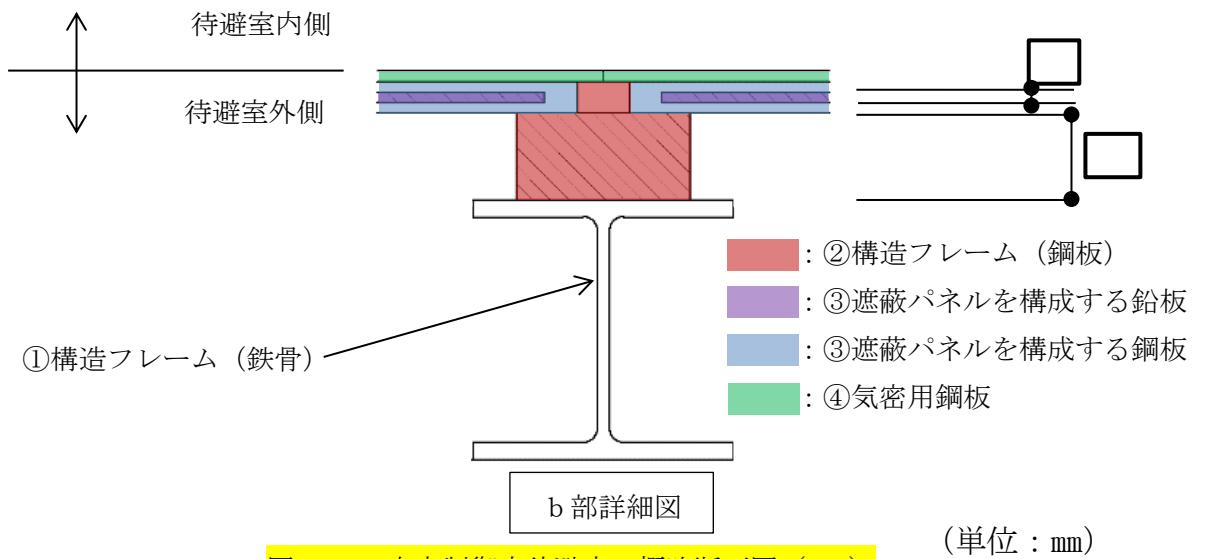 待避室内側
待避室外側
：②構造フレーム（鋼板）
：③遮蔽パネルを構成する鉛板
：③遮蔽パネルを構成する鋼板
：④気密用鋼板
①構造フレーム（鉄骨）
ｂ部詳細図
（単位：㎜）